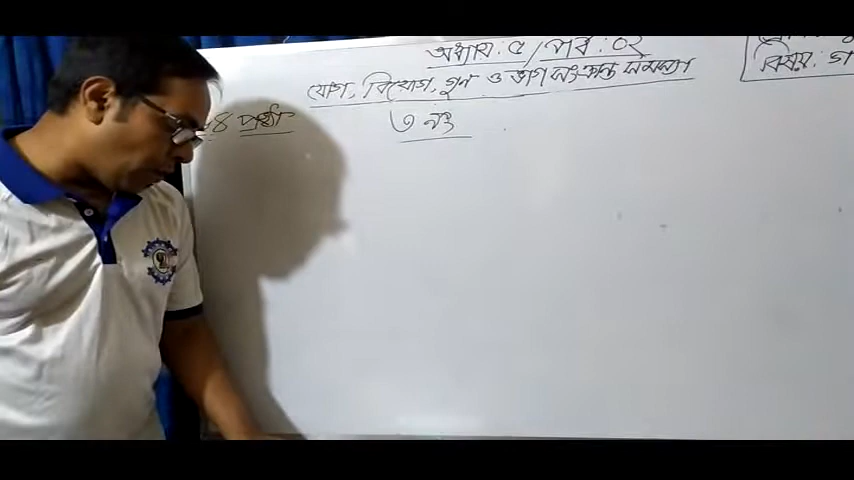 অধ্যায় : ৫ / পর্ব : ০২
যোগ, বিয়োগ, গুন ও ভাগ সংক্রান্ত সমস্যা
বিষয় : গ
৪ পৃষ্ঠা
৩ নং